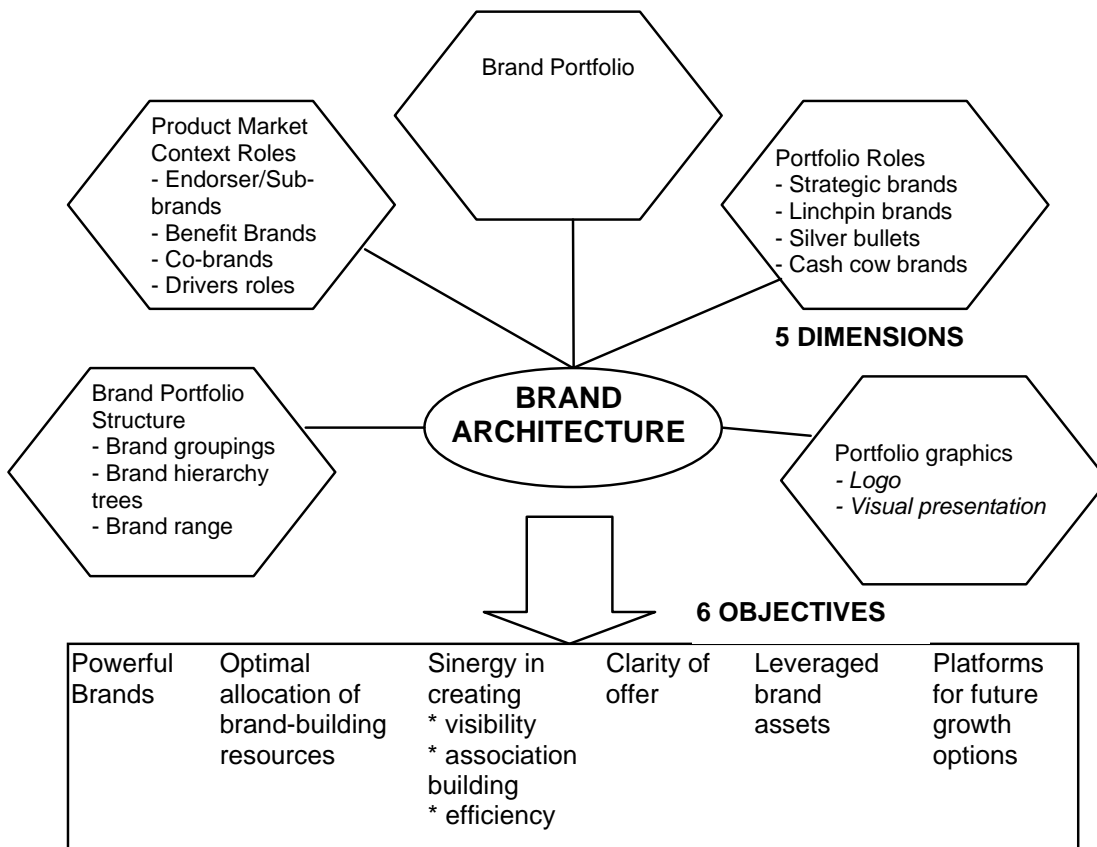 Brand Portfolio
Product Market
Context Roles
- Endorser/Sub-
brands
- Benefit Brands
- Co-brands
- Drivers roles
Portfolio Roles
- Strategic brands
- Linchpin brands
- Silver bullets
- Cash cow brands
5 DIMENSIONS
BRAND
ARCHITECTURE
Brand Portfolio
Structure
- Brand groupings
- Brand hierarchy
trees
- Brand range
Portfolio graphics
- Logo
- Visual presentation
6 OBJECTIVES
Powerful
Brands
Optimal
allocation of
brand-building
resources
Sinergy in
creating
* visibility
* association
building
* efficiency
Clarity of
offer
Leveraged
brand
assets
Platforms
for future
growth
options